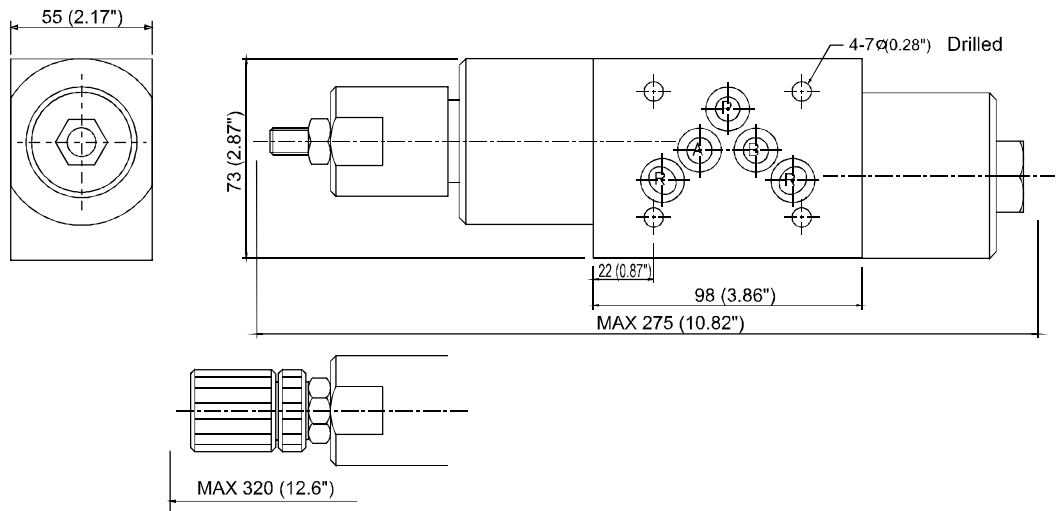 55 (2.17")
4-7Ø(0.28") Drilled
73 (2.87")
P
A
B
R
R
22 (0.87")
98 (3.86")
MAX 275 (10.82")
MAX 320 (12.6")